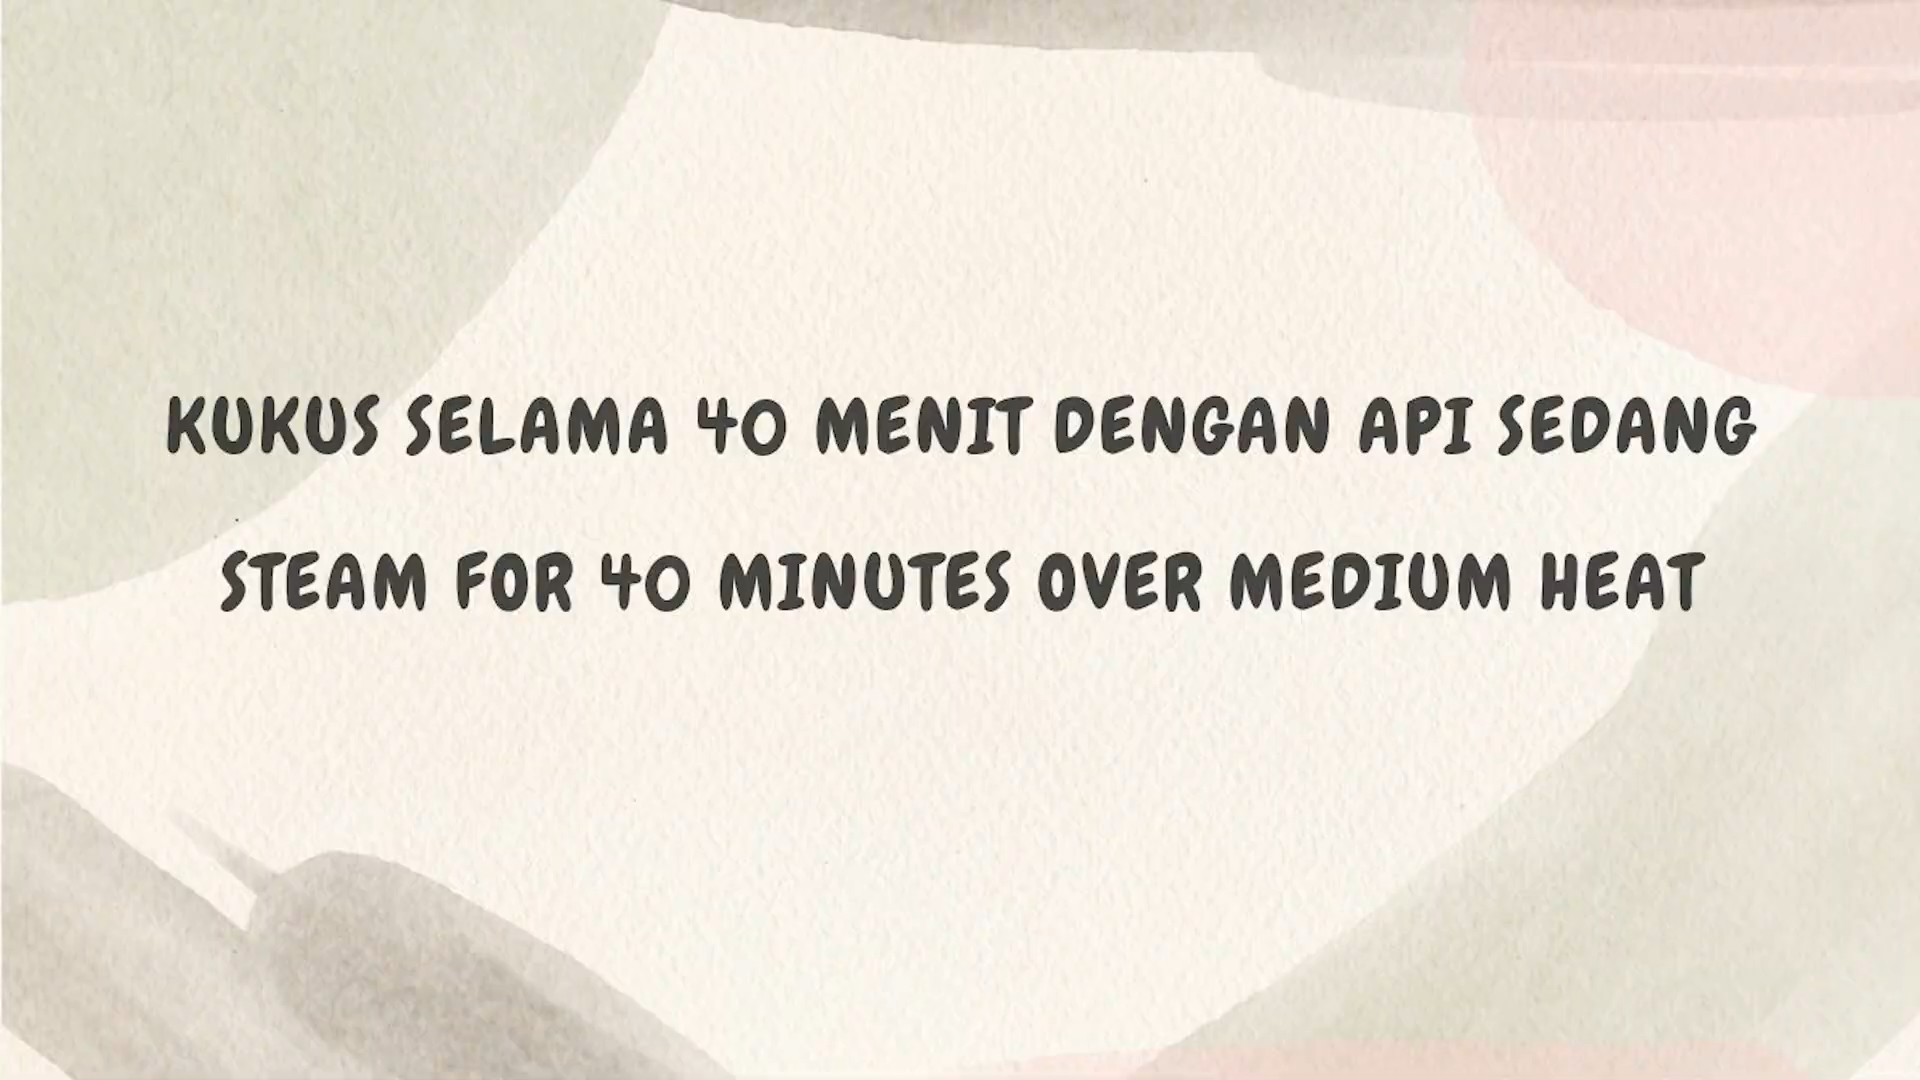 KUKUS SELAMA 40 MENIT DENGAN API SEDANG
STEAM FOR 40 MINUTES OVER MEDIUM HEAT